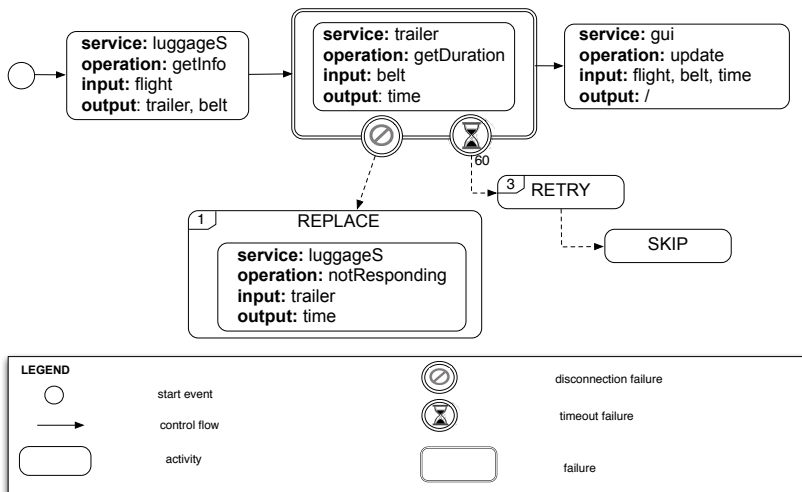 service: luggageS
operation: getInfo
input: flight
output: trailer, belt
service: trailer
operation: getDuration
input: belt
output: time
service: gui
operation: update
input: flight, belt, time
output: /
60
3 RETRY
SKIP
1 REPLACE
service: luggageS
operation: notResponding
input: trailer
output: time
LEGEND
start event
control flow
activity
disconnection failure
timeout failure
failure